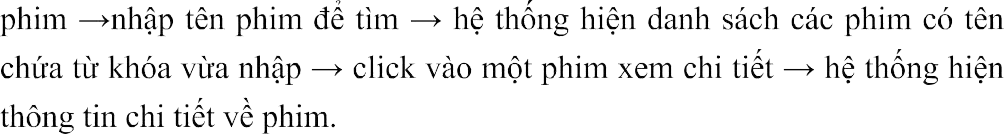 phim →nhập tên phim để tìm → hệ thống hiện danh sách các phim có tên
chứa từ khóa vừa nhập → click vào một phim xem chi tiết → hệ thống hiện
thông tin chi tiết về phim.